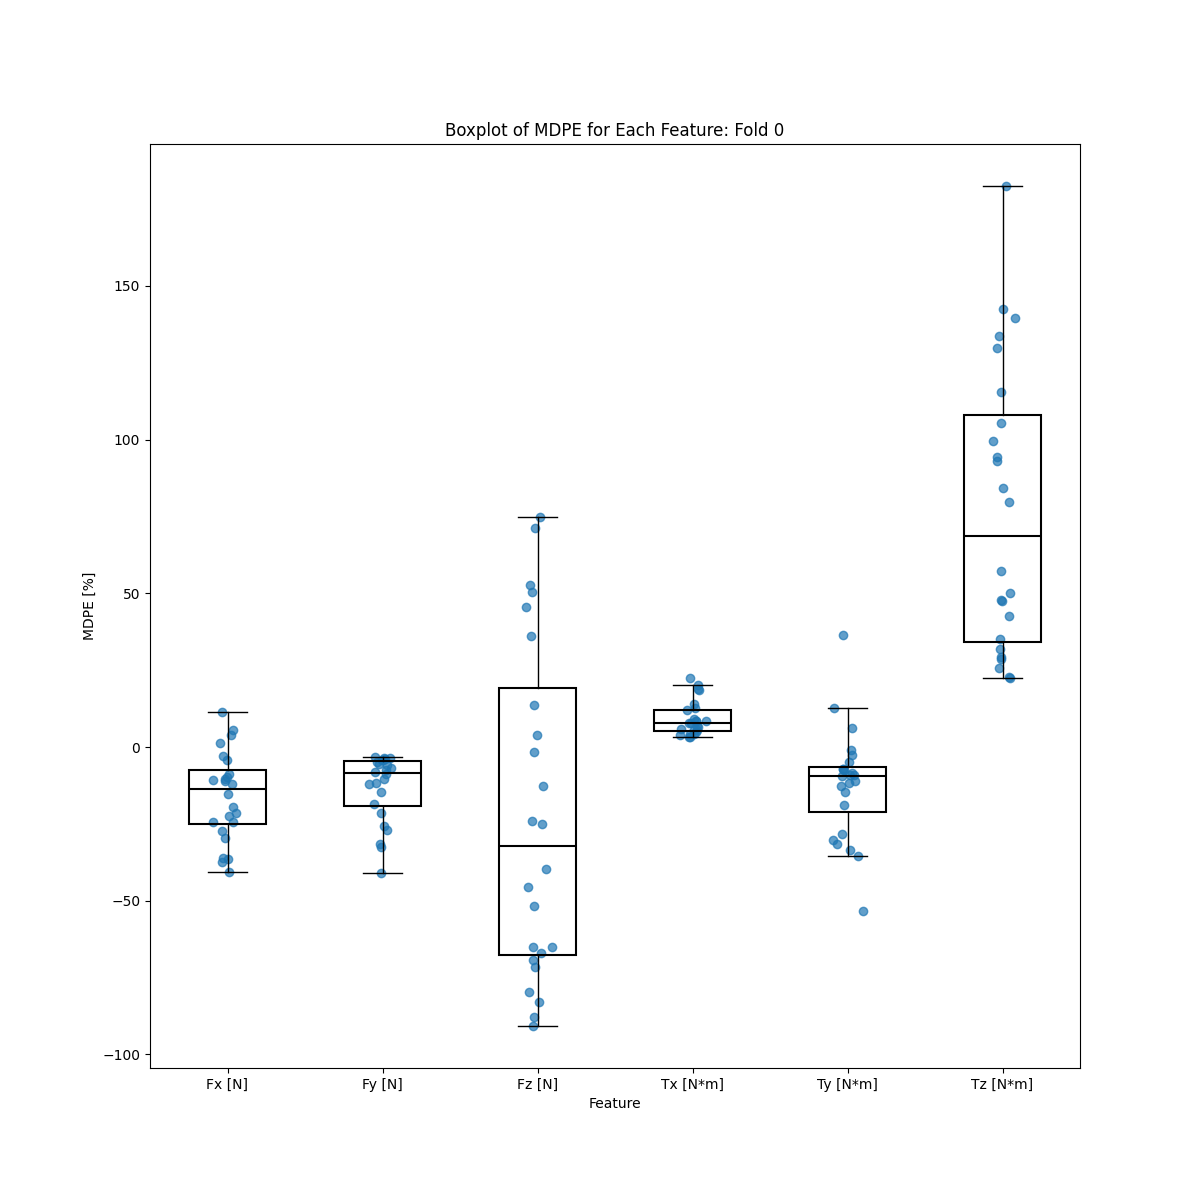 Boxplot of MDPE for Each Feature: Fold 0
MDPE [%]
150
100
50
0
−50
−100
Fx [N] Fy [N] Fz [N] Tx [N*m] Ty [N*m] Tz [N*m]
Feature